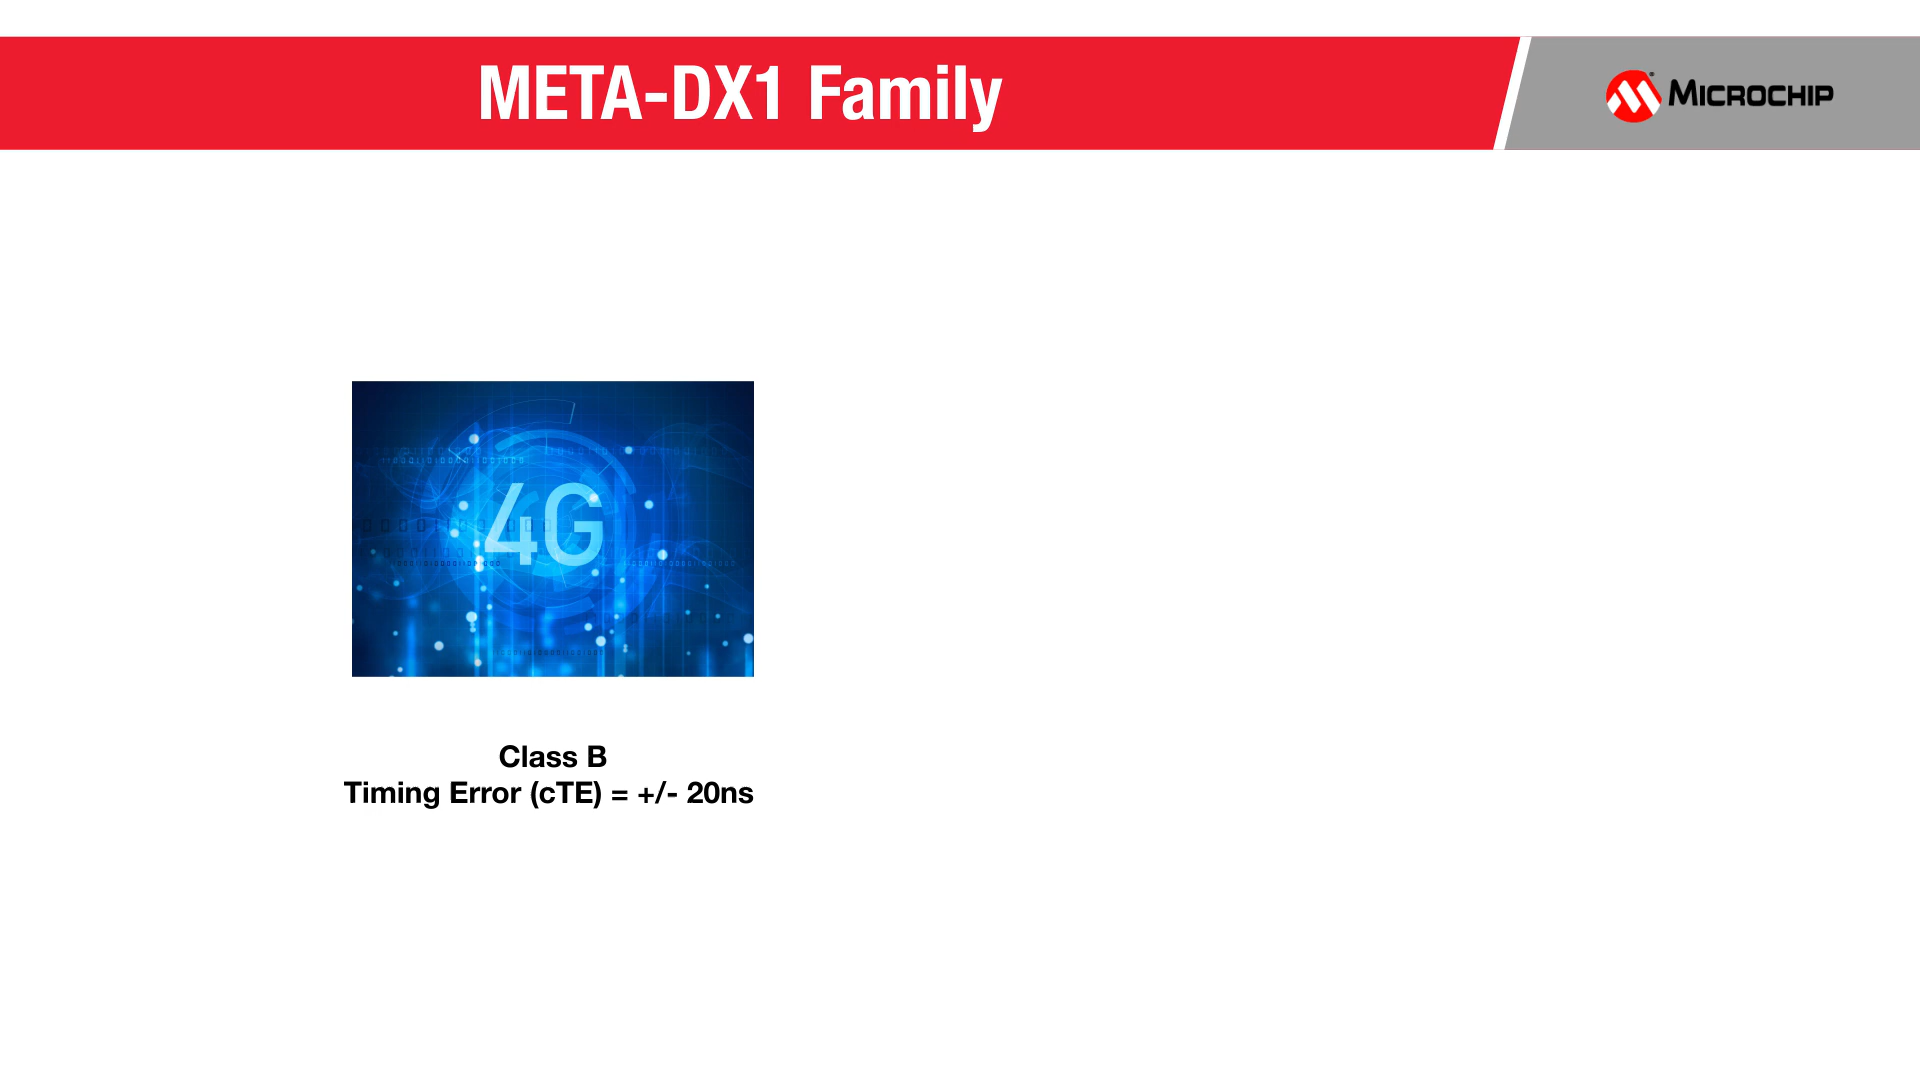 META-DX1 Family
MICROCHIP
4G
Class B
Timing Error (cTE) = +/- 20ns